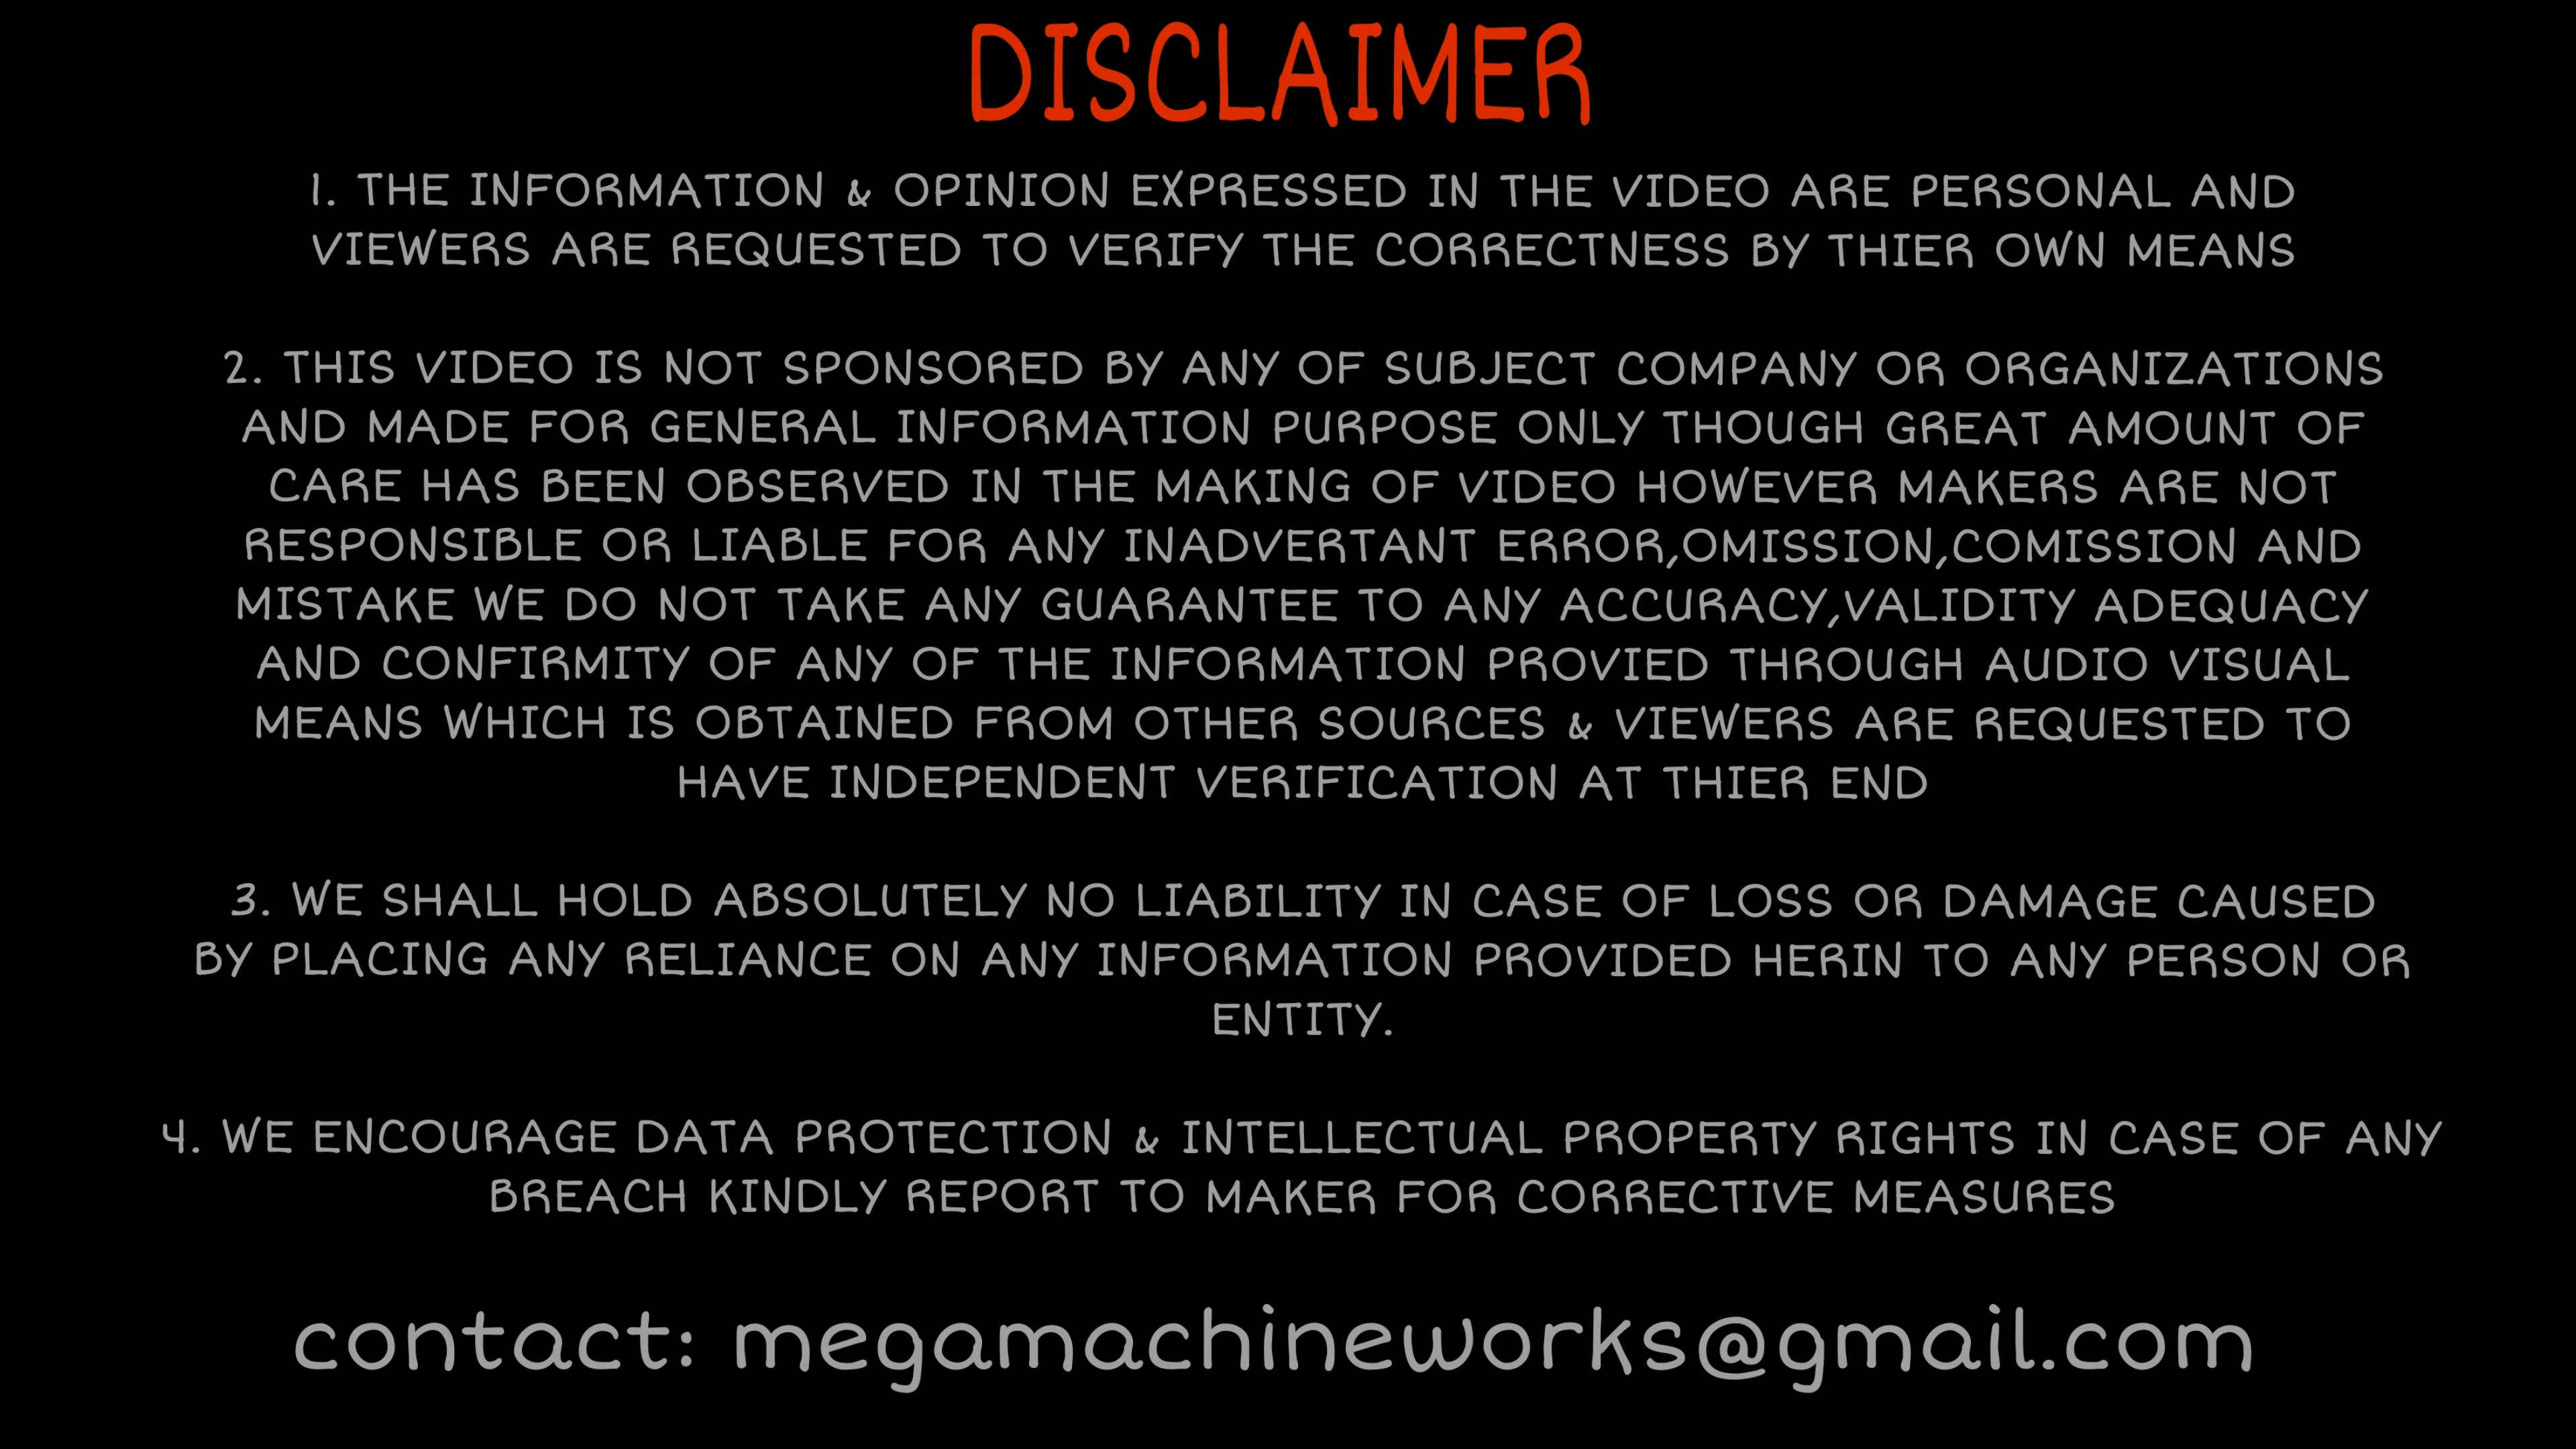 DISCLAIMER
1. THE INFORMATION & OPINION EXPRESSED IN THE VIDEO ARE PERSONAL AND
VIEWERS ARE REQUESTED TO VERIFY THE CORRECTNESS BY THIER OWN MEANS
2. THIS VIDEO IS NOT SPONSORED BY ANY OF SUBJECT COMPANY OR ORGANIZATIONS
AND MADE FOR GENERAL INFORMATION PURPOSE ONLY THOUGH GREAT AMOUNT OF
CARE HAS BEEN OBSERVED IN THE MAKING OF VIDEO HOWEVER MAKERS ARE NOT
RESPONSIBLE OR LIABLE FOR ANY INADVERTANT ERROR,OMISSION,COMISSION AND
MISTAKE WE DO NOT TAKE ANY GUARANTEE TO ANY ACCURACY,VALIDITY ADEQUACY
AND CONFIRMITY OF ANY OF THE INFORMATION PROVIED THROUGH AUDIO VISUAL
MEANS WHICH IS OBTAINED FROM OTHER SOURCES & VIEWERS ARE REQUESTED TO
HAVE INDEPENDENT VERIFICATION AT THIER END
3. WE SHALL HOLD ABSOLUTELY NO LIABILITY IN CASE OF LOSS OR DAMAGE CAUSED
BY PLACING ANY RELIANCE ON ANY INFORMATION PROVIDED HERIN TO ANY PERSON OR
ENTITY.
4. WE ENCOURAGE DATA PROTECTION & INTELLECTUAL PROPERTY RIGHTS IN CASE OF ANY
BREACH KINDLY REPORT TO MAKER FOR CORRECTIVE MEASURES
contact: megamachineworks@gmail.com